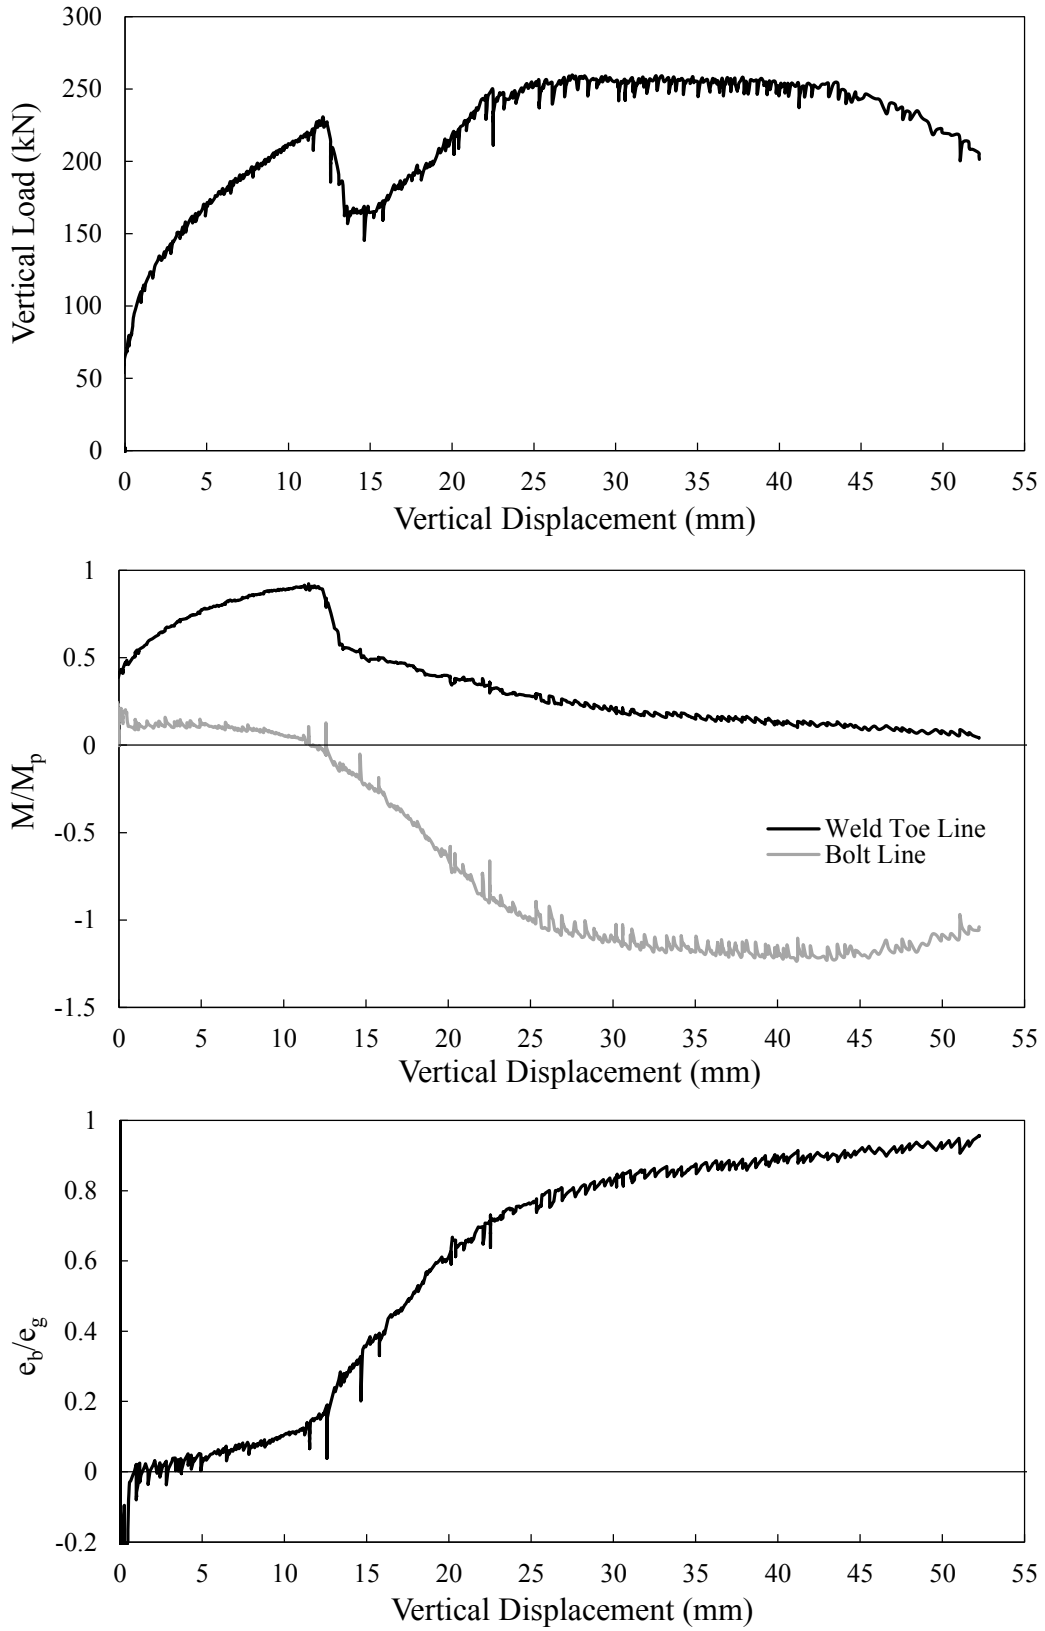 300
250
200
150
100
50
0
Vertical Load (kN)
0 5 10 15 20 25 30 35 40 45 50 55
Vertical Displacement (mm)
1
0.5
0
-0.5
-1
-1.5
M/Mp
Weld Toe Line
Bolt Line
0 5 10 15 20 25 30 35 40 45 50 55
Vertical Displacement (mm)
1
0.8
0.6
0.4
0.2
0
-0.2
eb/eg
0 5 10 15 20 25 30 35 40 45 50 55
Vertical Displacement (mm)